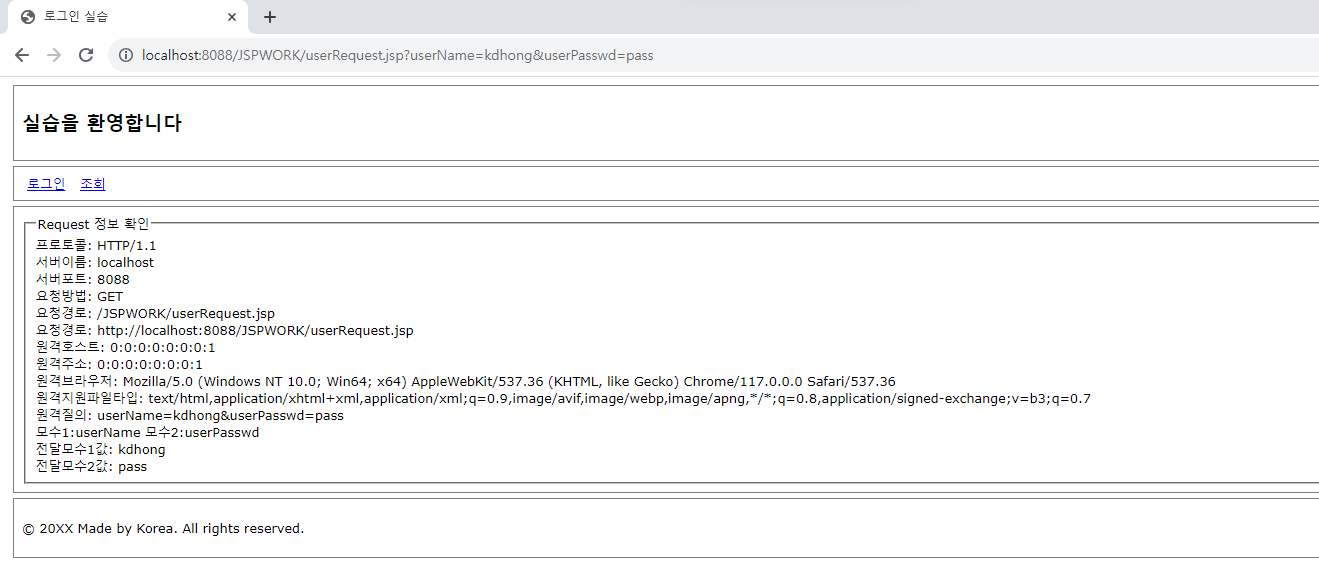 로그인 실습
localhost:8088/JSPWORK/userRequest.jsp?userName=kdhong&userPasswd=pass
실습을 환영합니다
로그인 조회
Request 정보 확인
프로토콜: HTTP/1.1
서버이름: localhost
서버포트: 8088
요청방법: GET
요청경로: /JSPWORK/userRequest.jsp
요청경로: http://localhost:8088/JSPWORK/userRequest.jsp
원격호스트: 0:0:0:0:0:0:0:1
원격주소: 0:0:0:0:0:0:0:1
원격브라우저: Mozilla/5.0 (Windows NT 10.0; Win64; x64) AppleWebKit/537.36 (KHTML, like Gecko) Chrome/117.0.0.0 Safari/537.36
원격지원파일타입: text/html,application/xhtml+xml,application/xml;q=0.9,image/avif,image/webp,image/apng,*/*;q=0.8,application/signed-exchange;v=b3;q=0.7
원격질의: userName=kdhong&userPasswd=pass
모수1:userName 모수2:userPasswd
전달모수1값: kdhong
전달모수2값: pass
© 20XX Made by Korea. All rights reserved.